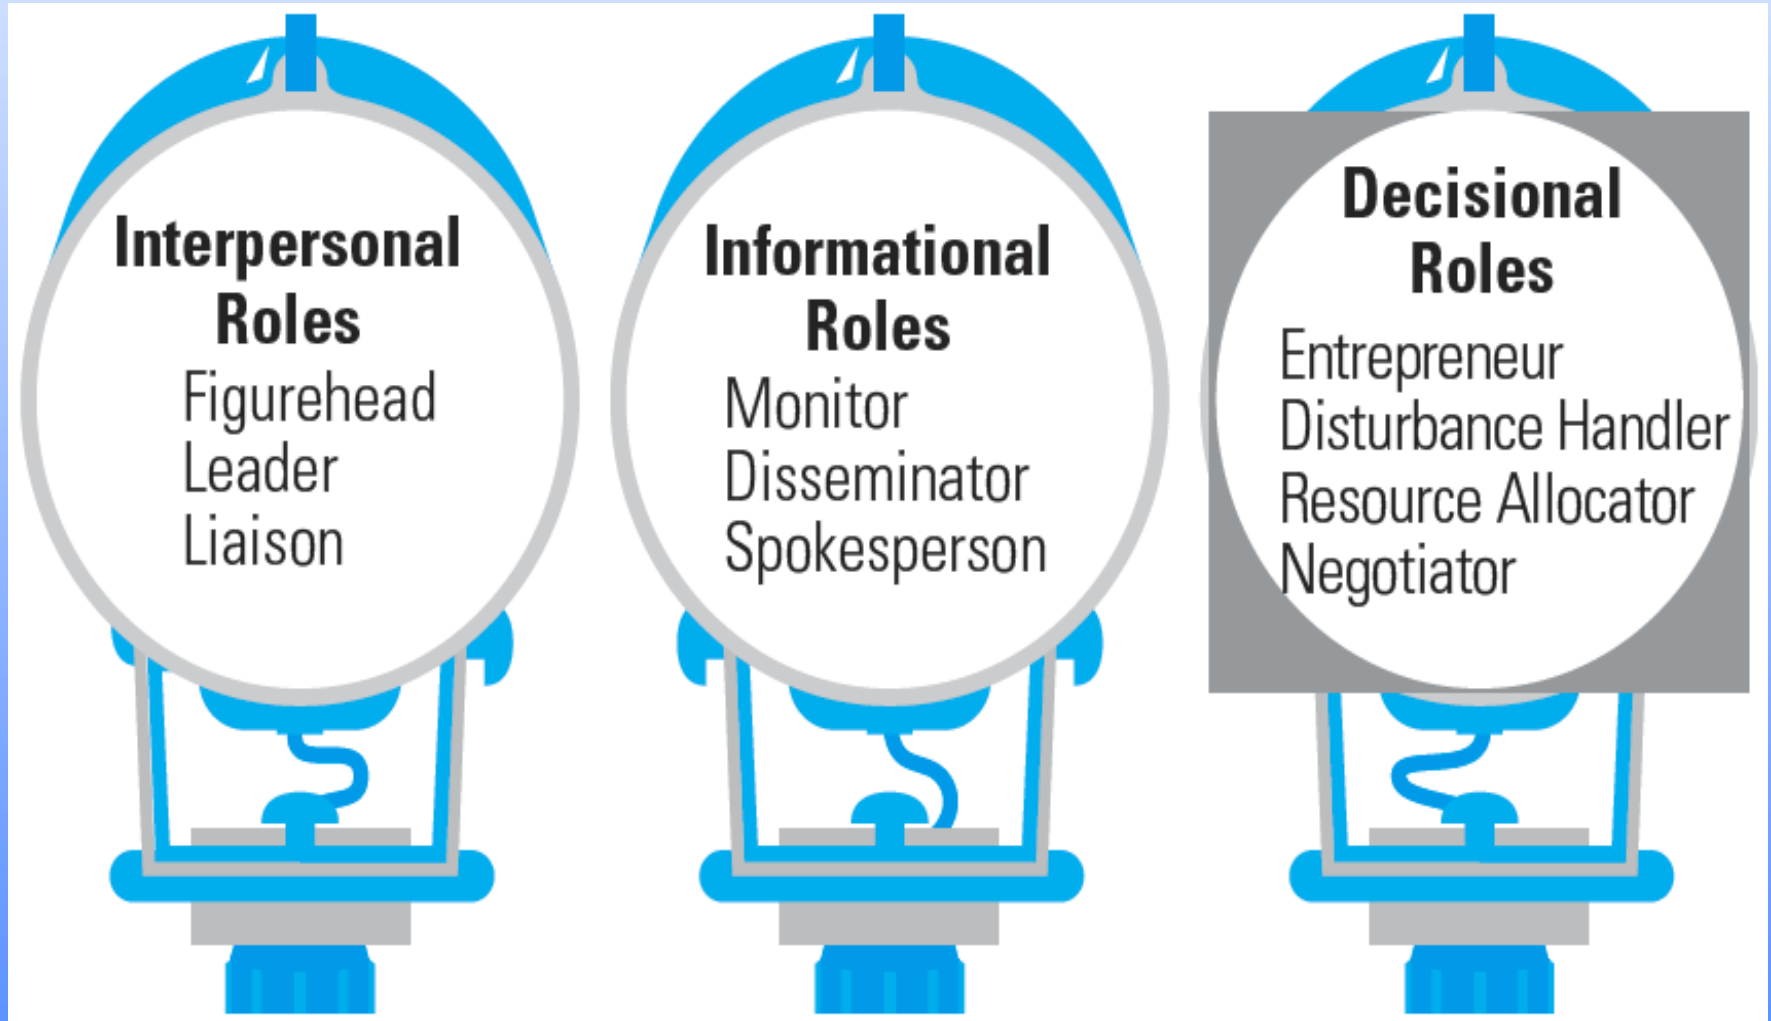 Interpersonal
Roles
Figurehead
Leader
Liaison
Informational
Roles
Monitor
Disseminator
Spokesperson
Decisional
Roles
Entrepreneur
Disturbance Handler
Resource Allocator
Negotiator